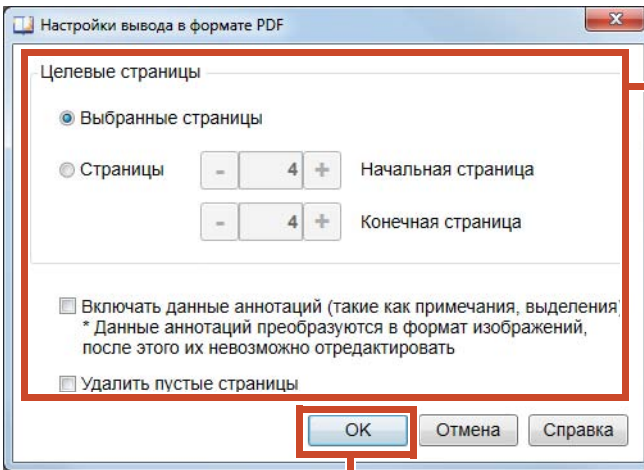 Настройки вывода в формате PDF
Целевые страницы
Выбранные страницы
Страницы - 4 + Начальная страница
- 4 + Конечная страница
Включать данные аннотаций (такие как примечания, выделения)
* Данные аннотаций преобразуются в формат изображений,
после этого их невозможно отредактировать
Удалить пустые страницы
OK Отмена Справка